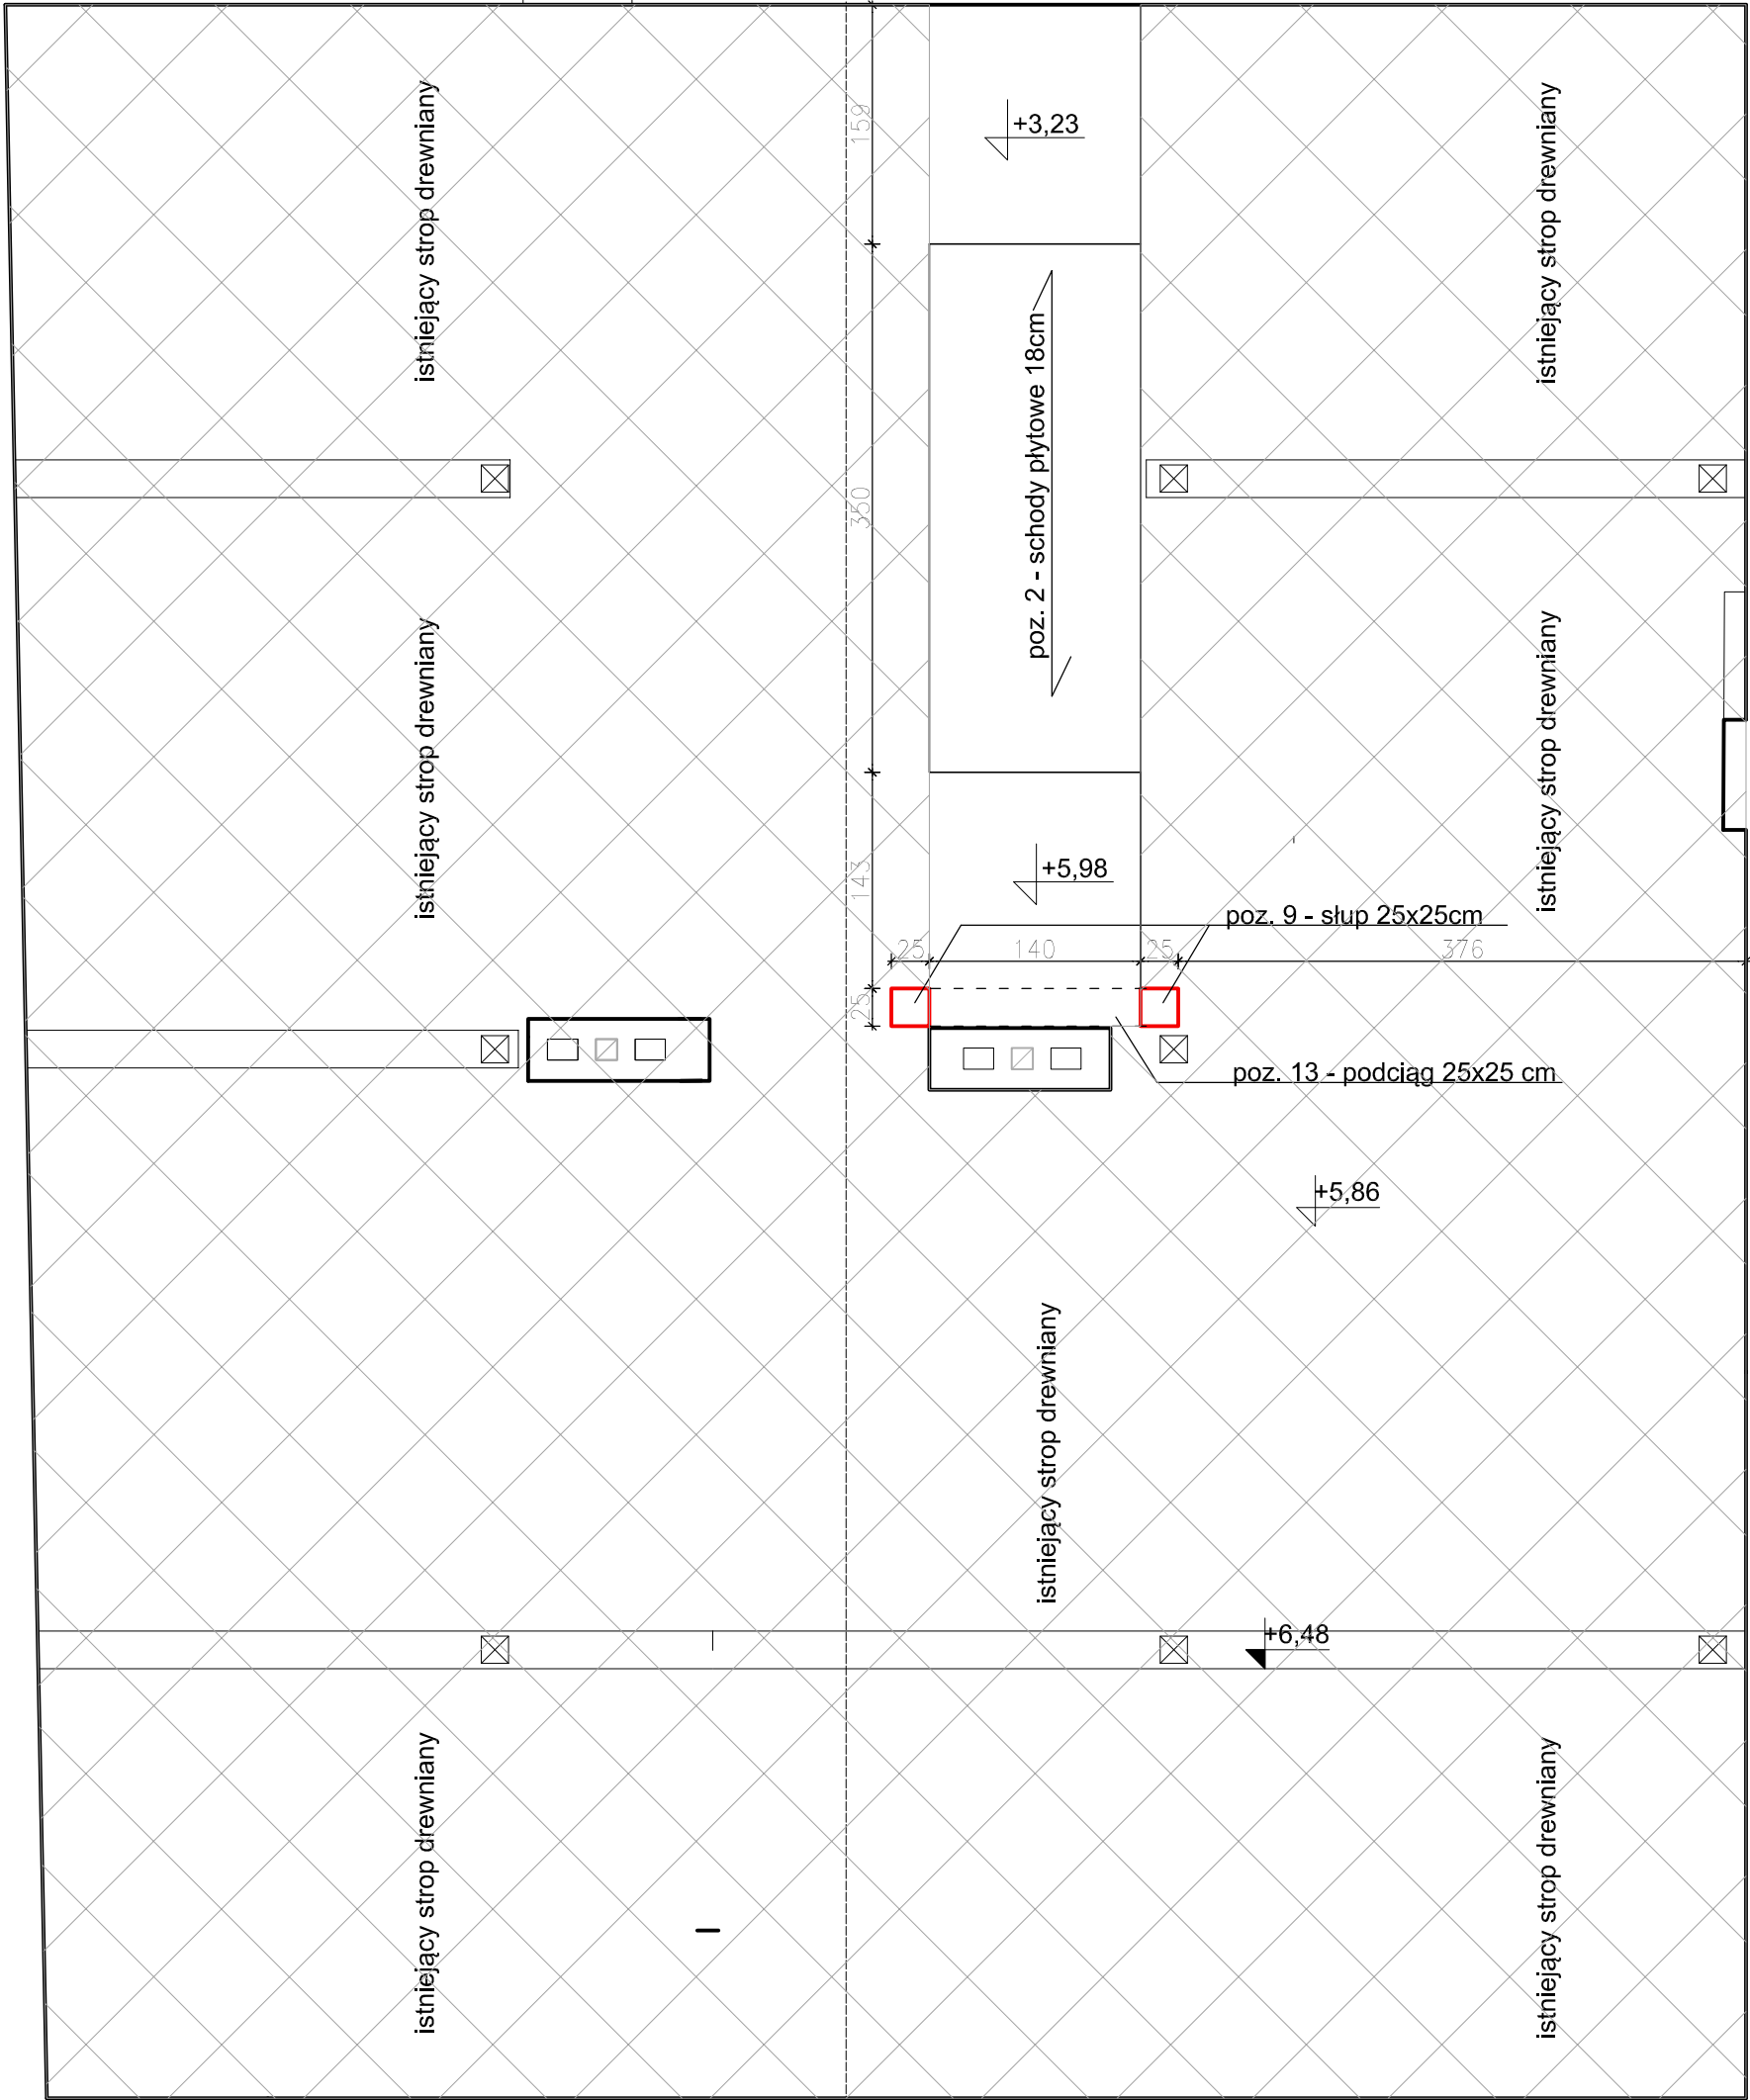 istniejący strop drewniany
159
+3,23
istniejący strop drewniany
350
poz. 2 - schody płytowe 18cm
istniejący strop drewniany
istniejący strop drewniany
143
+5,98
poz. 9 - słup 25x25cm
25
140
25
376
25
poz. 13 - podciąg 25x25 cm
+5,86
istniejący strop drewniany
+6,48
istniejący strop drewniany
istniejący strop drewniany